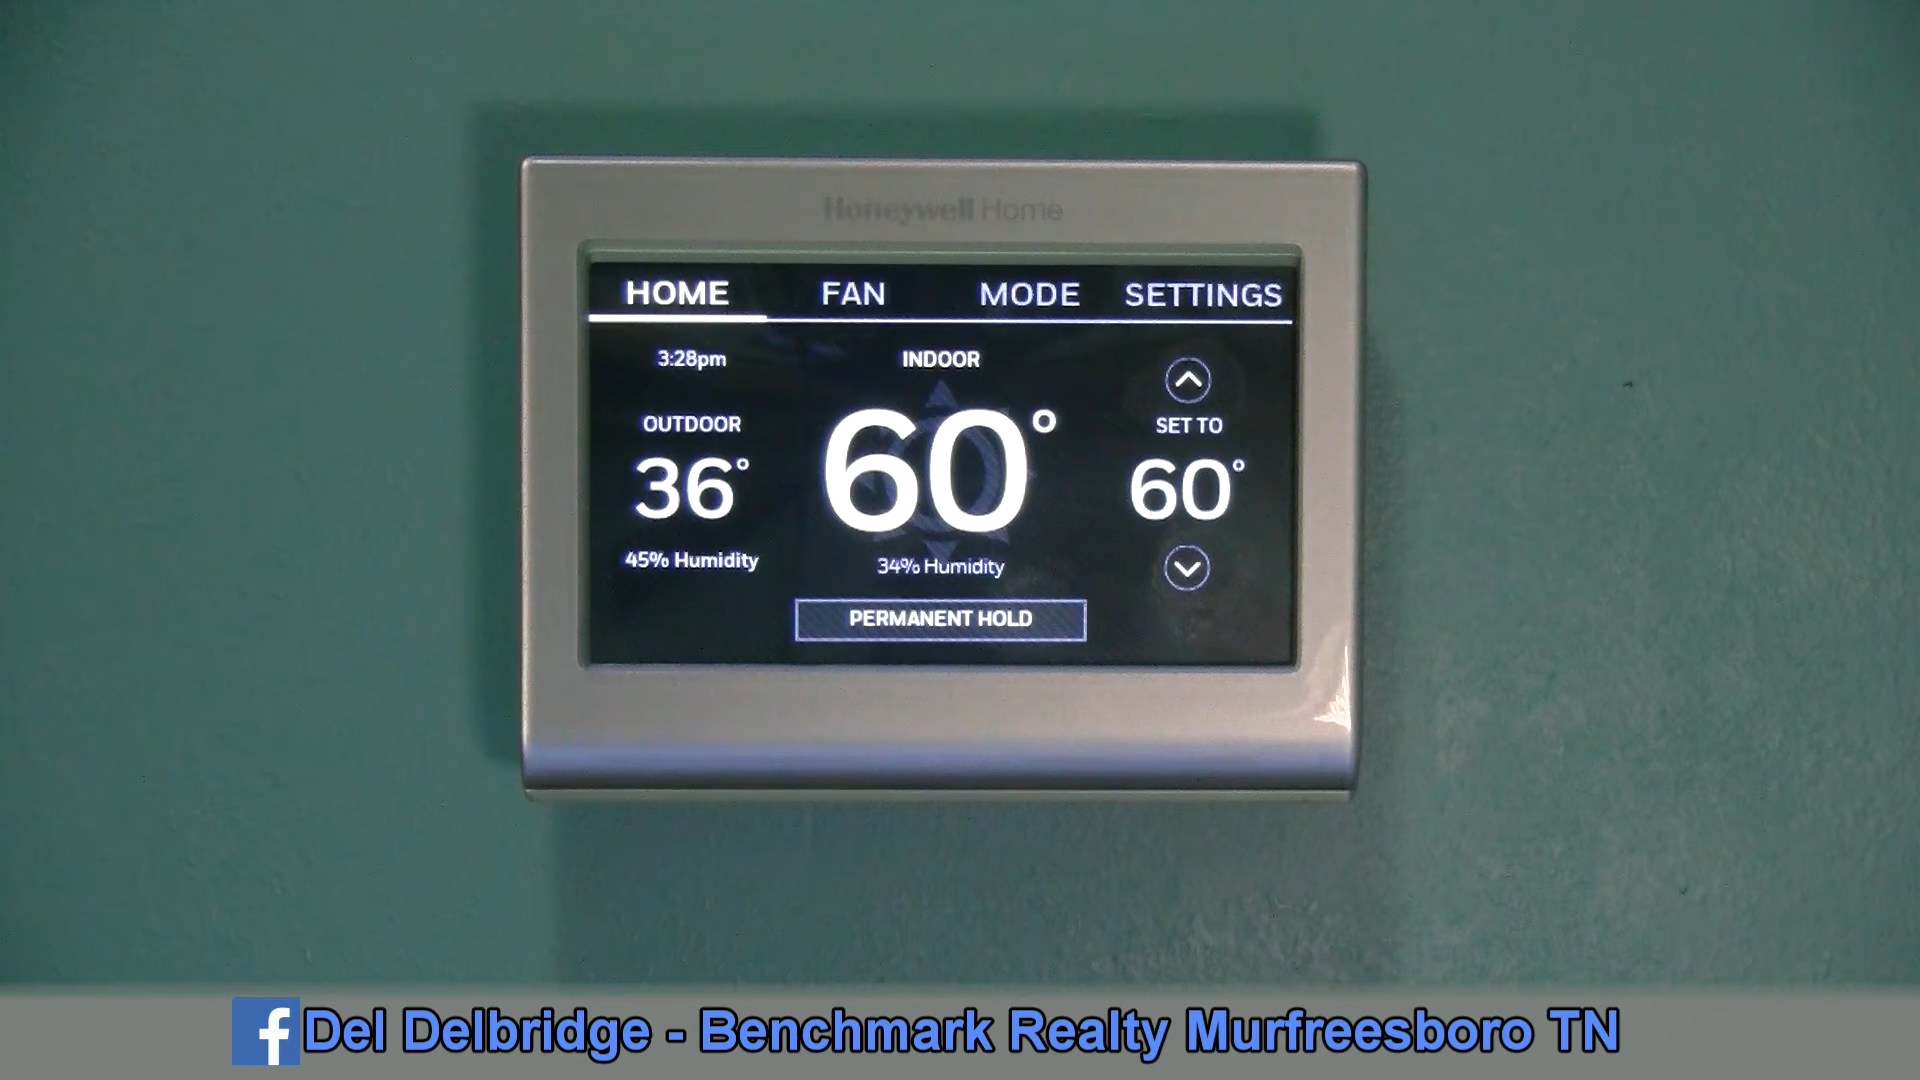 Honeywell Home
HOME FAN MODE SETTINGS
3:28pm
OUTDOOR
36°
45% Humidity
INDOOR
60°
34% Humidity
PERMANENT HOLD
SET TO
60°
f Del Delbridge - Benchmark Realty Murfreesboro TN